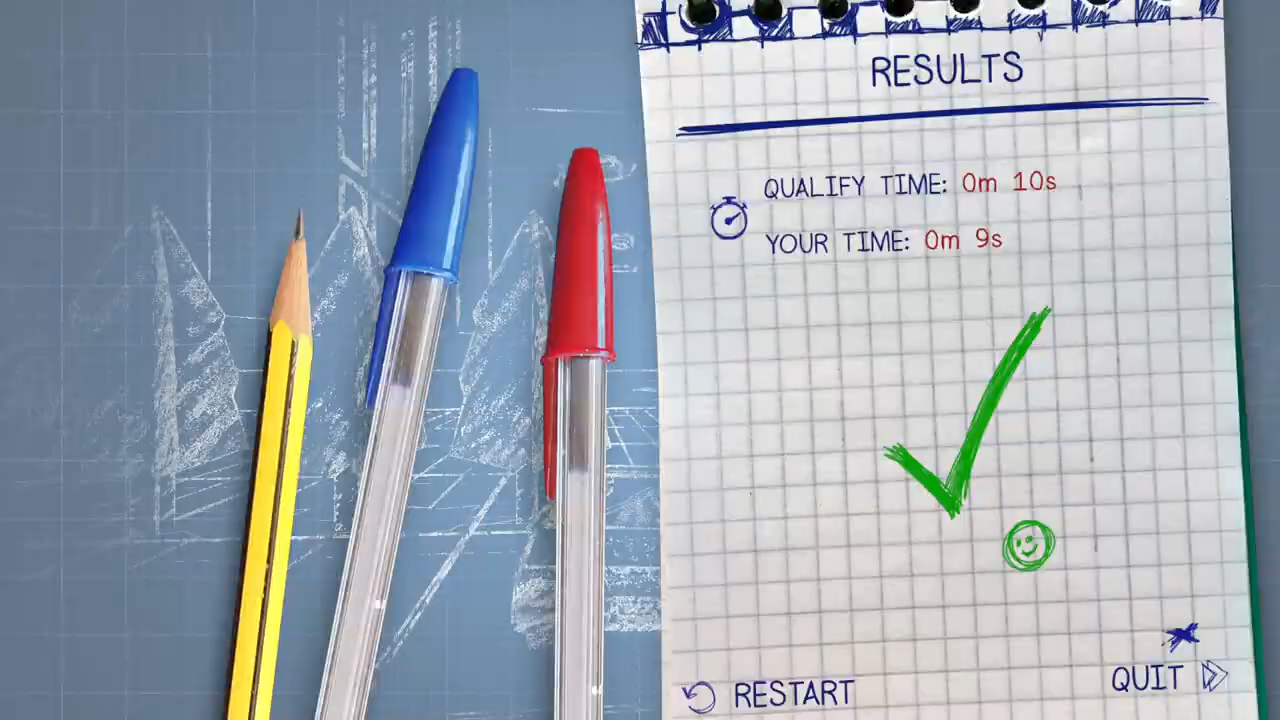 RESULTS
QUALIFY TIME: 0m 10s
YOUR TIME: 0m 9s
RESTART
QUIT